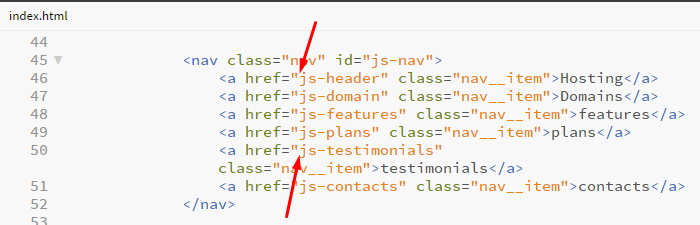 index.html
44
45 <nav class="nav" id="js-nav">
46 <a href="js-header" class="nav__item">Hosting</a>
47 <a href="js-domain" class="nav__item">Domains</a>
48 <a href="js-features" class="nav__item">features</a>
49 <a href="js-plans" class="nav__item">plans</a>
50 <a href="js-testimonials"
class="nav__item">testimonials</a>
51 <a href="js-contacts" class="nav__item">contacts</a>
52 </nav>
53